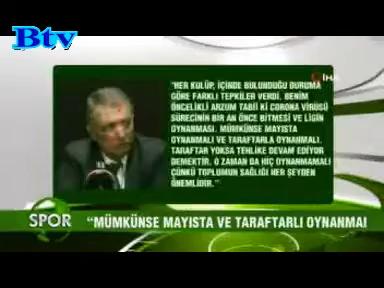 Btv
İHA
"HER KULÜP, İÇİNDE BULUNDUĞU DURUMA
GÖRE FARKLI TEPKİLER VERDİ. BENİM
ÖNCELİKLİ ARZUM TABİİ Kİ CORONA VİRÜSÜ
SÜRECİNİN BİR AN ÖNCE BİTMESİ VE LİGİN
OYNANMASI. MÜMKÜNSE MAYISTA
OYNANMALI VE TARAFTARLA OYNANMALI.
TARAFTAR YOKSA TEHLİKE DEVAM EDİYOR
DEMEKTİR. O ZAMAN DA HİÇ OYNANMAMALI
ÇÜNKÜ TOPLUMUN SAĞLIĞI HER ŞEYDEN
ÖNEMLİDİR."
SPOR
"MÜMKÜNSE MAYISTA VE TARAFTARLI OYNANMAI